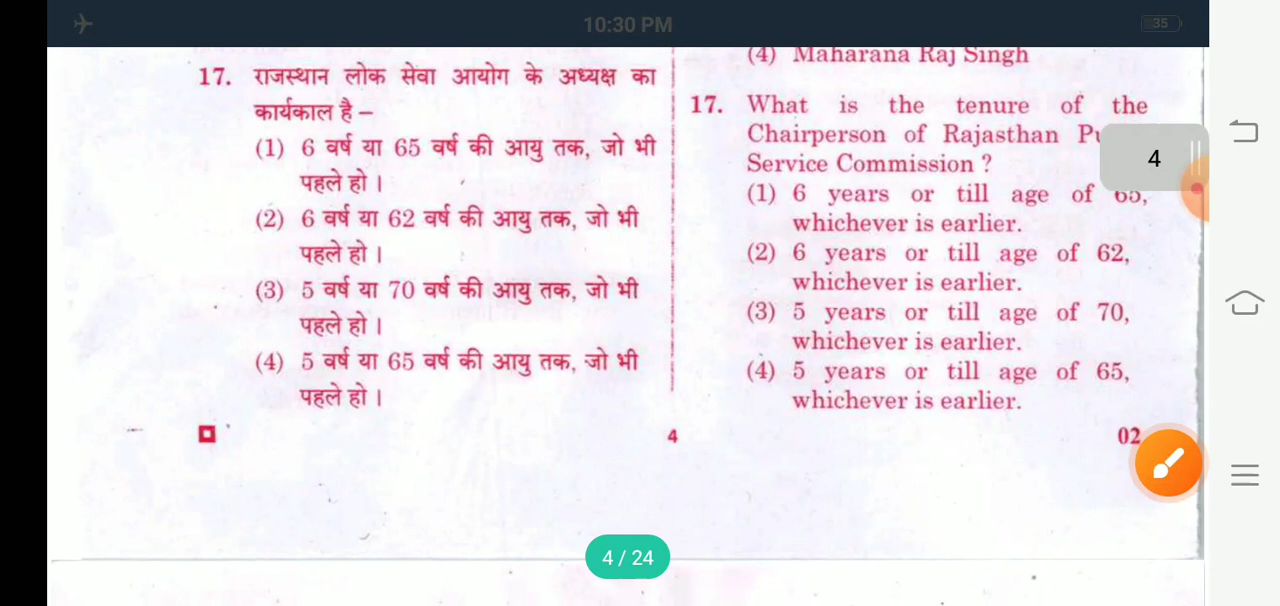 10:30 PM
35
17. राजस्थान लोक सेवा आयोग के अध्यक्ष का
कार्यकाल है –
(1) 6 वर्ष या 65 वर्ष की आयु तक, जो भी
पहले हो।
(2) 6 वर्ष या 62 वर्ष की आयु तक, जो भी
पहले हो।
(3) 5 वर्ष या 70 वर्ष की आयु तक, जो भी
पहले हो।
(4) 5 वर्ष या 65 वर्ष की आयु तक, जो भी
पहले हो।
(4) Maharana Raj Singh
17. What is the tenure of the
Chairperson of Rajasthan
Service Commission ?
(1) 6 years or till age of 65,
whichever is earlier.
(2) 6 years or till age of 62,
whichever is earlier.
(3) 5 years or till age of 70,
whichever is earlier.
(4) 5 years or till age of 65,
whichever is earlier.
4
4
02
4 / 24